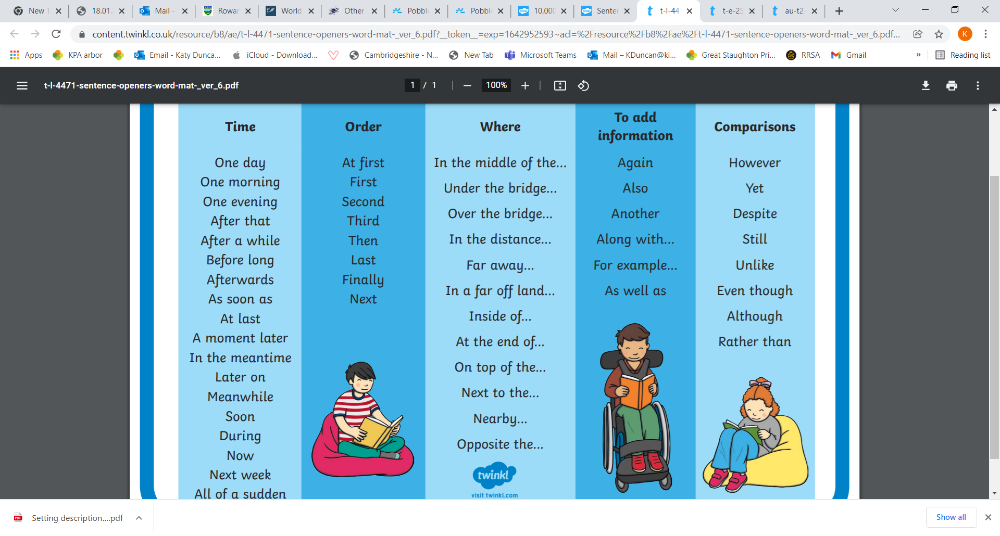 New T
18.01.
Mail -
Rowar
World
Other
Pobble
Pobble
10,000
Senter
t-l-44
t-e-25
au-t2-
content.twinkl.co.uk/resource/b8/ae/t-l-4471-sentence-openers-word-mat-_ver_6.pdf?__token__=exp=1642952593~acl=%2Fresource%2Fb8%2Fae%2Ft-l-4471-sentence-openers-word-mat-_ver_6.pdf...
K
Apps
KPA arbor
Email - Katy Dunca...
iCloud - Download...
Cambridgeshire - N...
New Tab
Microsoft Teams
Mail – KDuncan@ki...
Great Staughton Pri...
RRSA
Gmail
»
Reading list
t-l-4471-sentence-openers-word-mat-_ver_6.pdf
1 / 1
100%
Time
One day
One morning
One evening
After that
After a while
Before long
Afterwards
As soon as
At last
A moment later
In the meantime
Later on
Meanwhile
Soon
During
Now
Next week
All of a sudden
Order
At first
First
Second
Third
Then
Last
Finally
Next
Where
In the middle of the...
Under the bridge...
Over the bridge...
In the distance...
Far away...
In a far off land...
Inside of...
At the end of...
On top of the...
Next to the...
Nearby...
Opposite the...
twinkl
visit twinkl.com
To add
information
Again
Also
Another
Along with...
For example...
As well as
Comparisons
However
Yet
Despite
Still
Unlike
Even though
Although
Rather than
PDF
Setting description....pdf
Show all